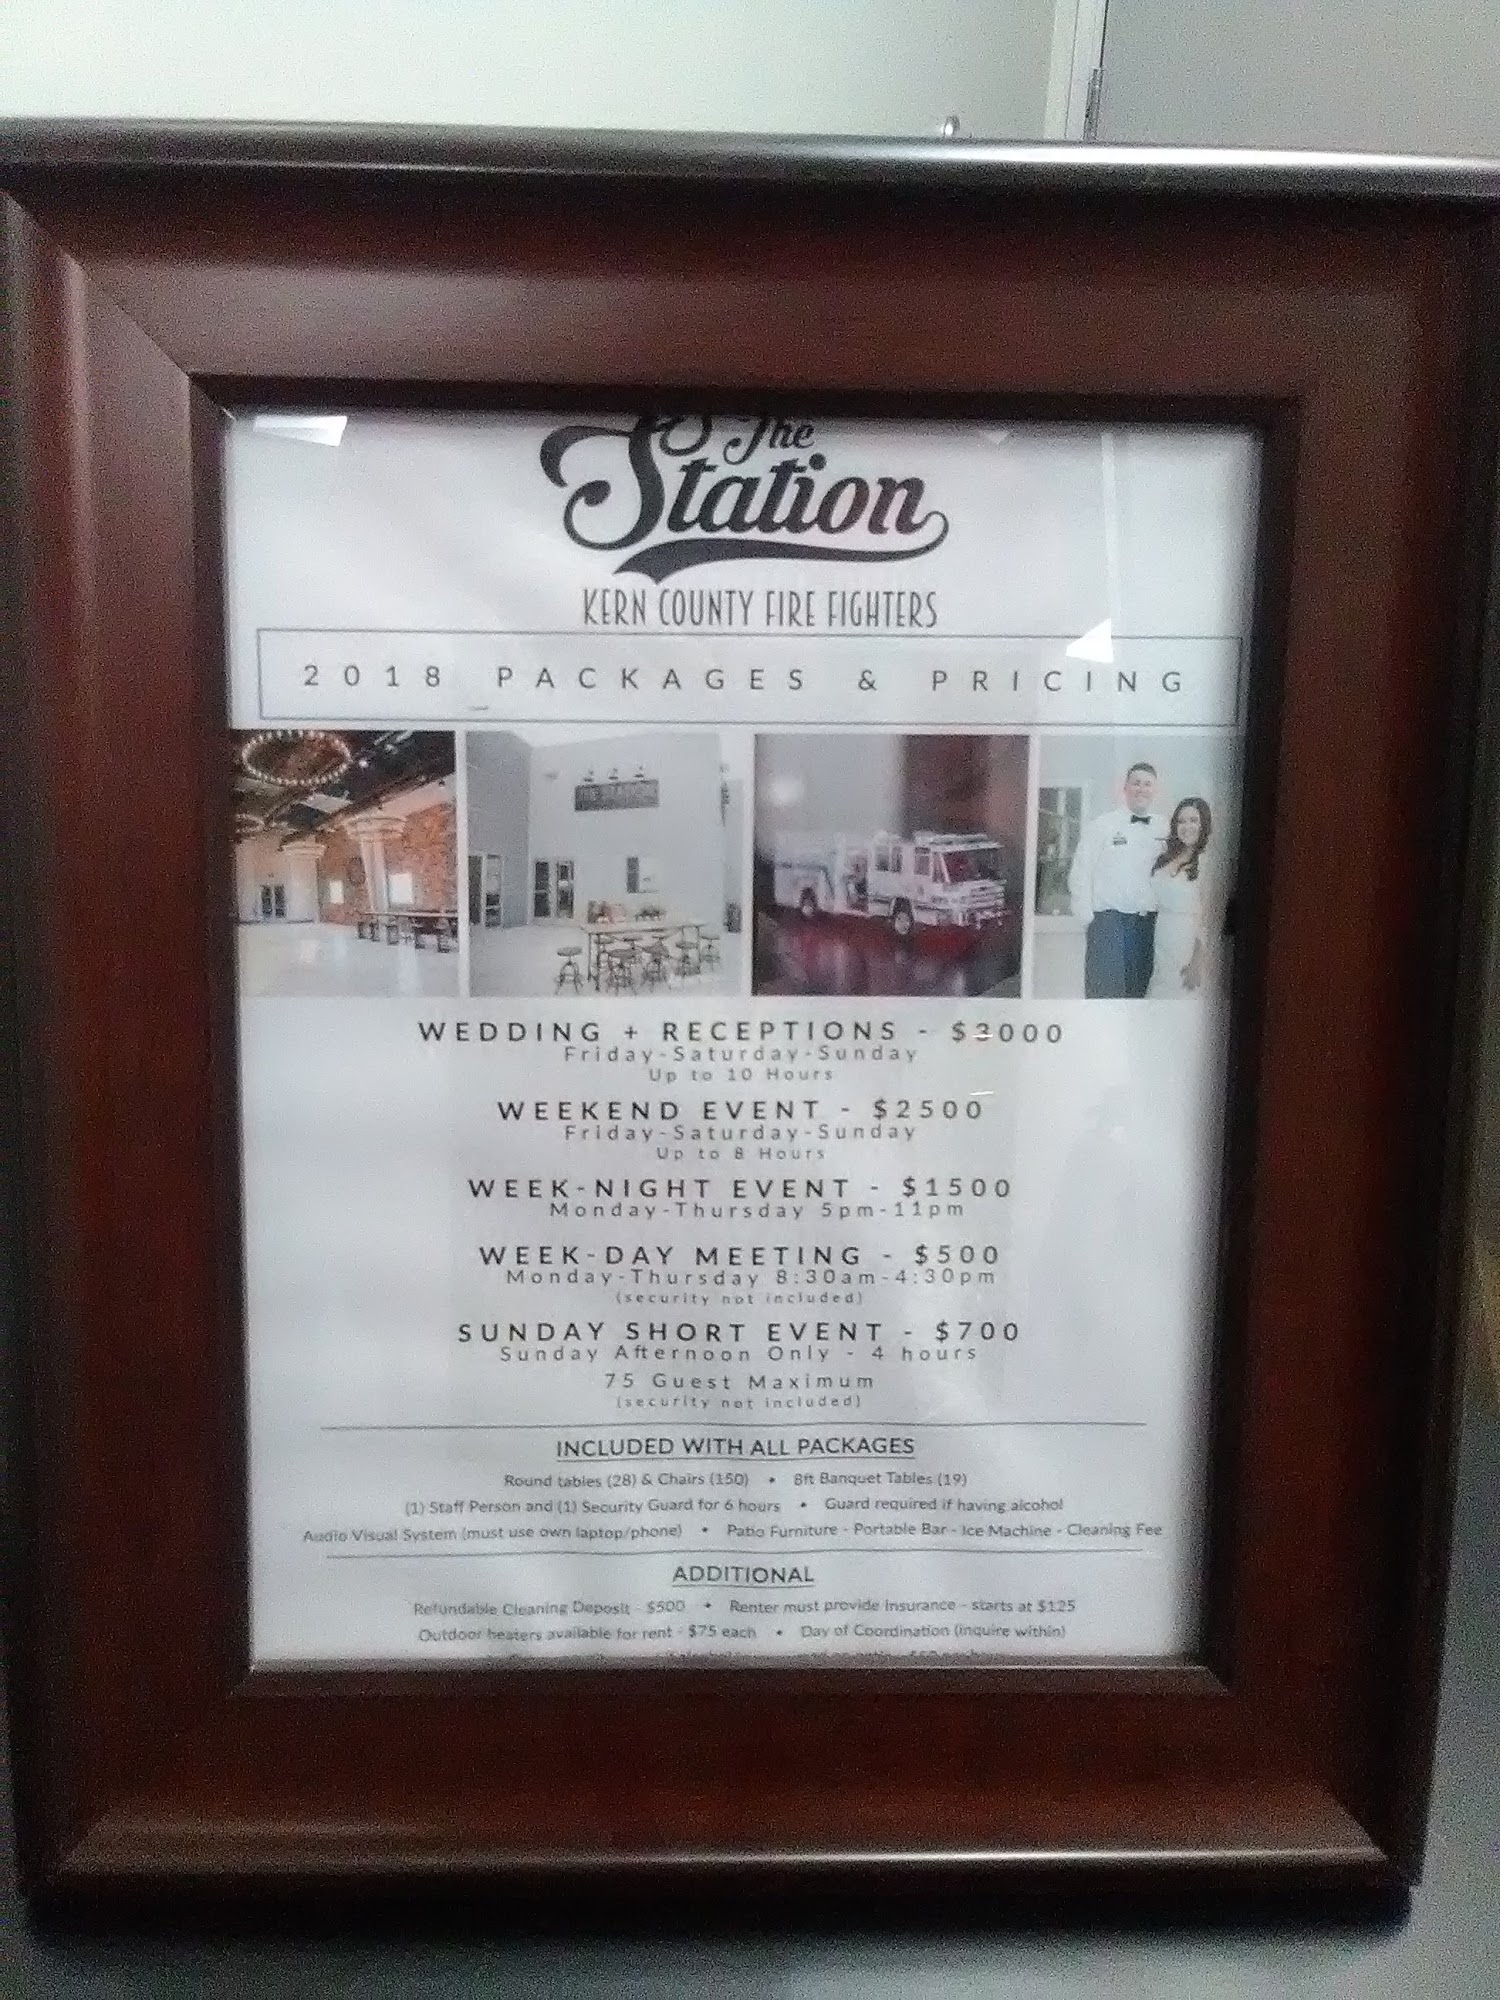 The
Station
KERN COUNTY FIRE FIGHTERS
2018 PACKAGES & PRICING
THE STATION
WEDDING + RECEPTIONS - $3000
Friday-Saturday-Sunday
Up to 10 Hours
WEEKEND EVENT - $2500
Friday-Saturday-Sunday
Up to 8 Hours
WEEK-NIGHT EVENT - $1500
Monday-Thursday 5pm-11pm
WEEK-DAY MEETING - $500
Monday-Thursday 8:30am-4:30pm
(security not included)
SUNDAY SHORT EVENT - $700
Sunday Afternoon Only - 4 hours
75 Guest Maximum
(security not included)
INCLUDED WITH ALL PACKAGES
Round tables (28) & Chairs (150) • 8ft Banquet Tables (19)
(1) Staff Person and (1) Security Guard for 6 hours • Guard required if having alcohol
Audio Visual System (must use own laptop/phone) • Patio Furniture - Portable Bar - Ice Machine - Cleaning Fee
ADDITIONAL
Refundable Cleaning Deposit - $500 • Renter must provide Insurance - starts at $125
Outdoor heaters available for rent - $75 each • Day of Coordination (inquire within)